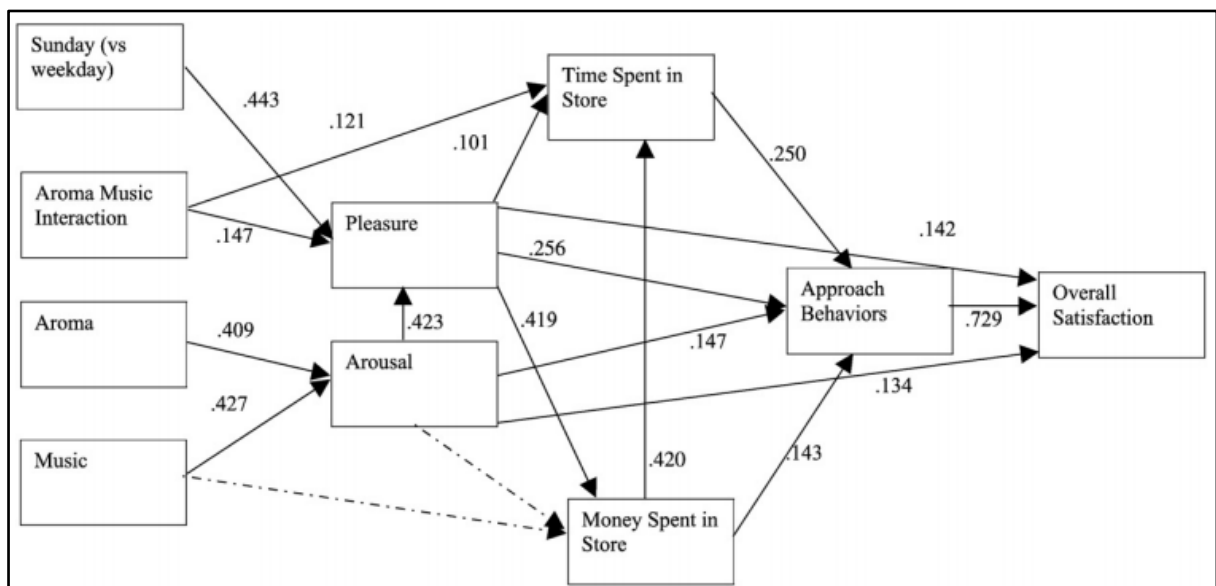 Sunday (vs
weekday)
Time Spent in
Store
.443
.121
.101
.250
Aroma Music
Interaction
.147
Pleasure
.256
.142
Approach
Behaviors
.729
Overall
Satisfaction
Aroma
.409
.423
.419
.147
Arousal
.134
.427
Music
.420
.143
Money Spent in
Store